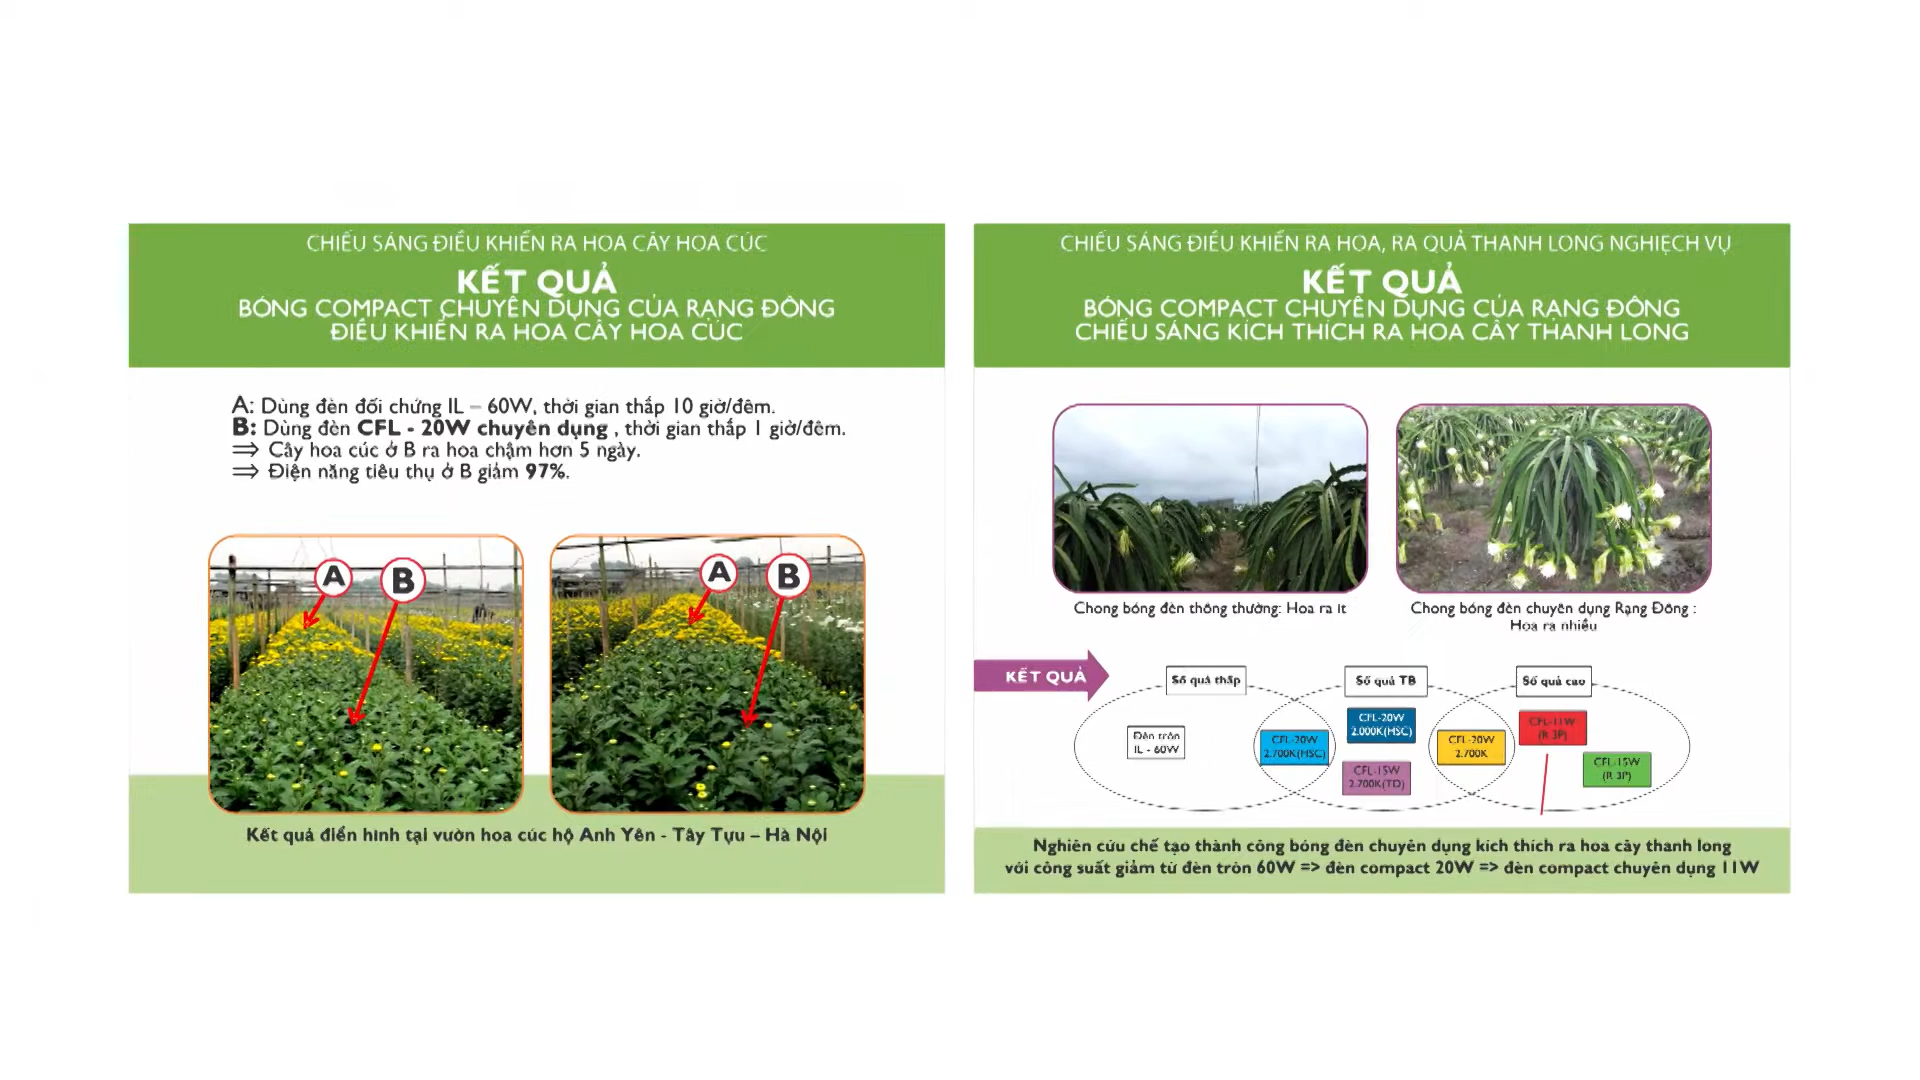 CHIẾU SÁNG ĐIỀU KHIỂN RA HOA CÂY HOA CÚC
KẾT QUẢ
BÓNG COMPACT CHUYÊN DỤNG CỦA RẠNG ĐÔNG
ĐIỀU KHIỂN RA HOA CÂY HOA CÚC
A: Dùng đèn đối chứng IL – 60W, thời gian thắp 10 giờ/đêm.
B: Dùng đèn CFL - 20W chuyên dụng , thời gian thắp 1 giờ/đêm.
⇒ Cây hoa cúc ở B ra hoa chậm hơn 5 ngày.
⇒ Điện năng tiêu thụ ở B giảm 97%.
A
B
A
B
Kết quả điển hình tại vườn hoa cúc hộ Anh Yên - Tây Tựu – Hà Nội
CHIẾU SÁNG ĐIỀU KHIỂN RA HOA, RA QUẢ THANH LONG NGHỊCH VỤ
KẾT QUẢ
BÓNG COMPACT CHUYÊN DỤNG CỦA RẠNG ĐÔNG
CHIẾU SÁNG KÍCH THÍCH RA HOA CÂY THANH LONG
Chong bóng đèn thông thường: Hoa ra ít
Chong bóng đèn chuyên dụng Rạng Đông :
Hoa ra nhiều
KẾT QUẢ
Số quả thấp
Số quả TB
Số quả cao
Đèn tròn
IL - 60W
CFL-20W
2.700K(HSC)
CFL-20W
2.000K(HSC)
CFL-15W
2.700K(TD)
CFL-20W
2.700K
CFL-11W
(R 3P)
CFL-15W
(R 3P)
Nghiên cứu chế tạo thành công bóng đèn chuyên dụng kích thích ra hoa cây thanh long
với công suất giảm từ đèn tròn 60W => đèn compact 20W => đèn compact chuyên dụng 11W